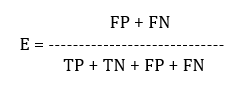 FP + FN
E = ------------------------------
TP + TN + FP + FN